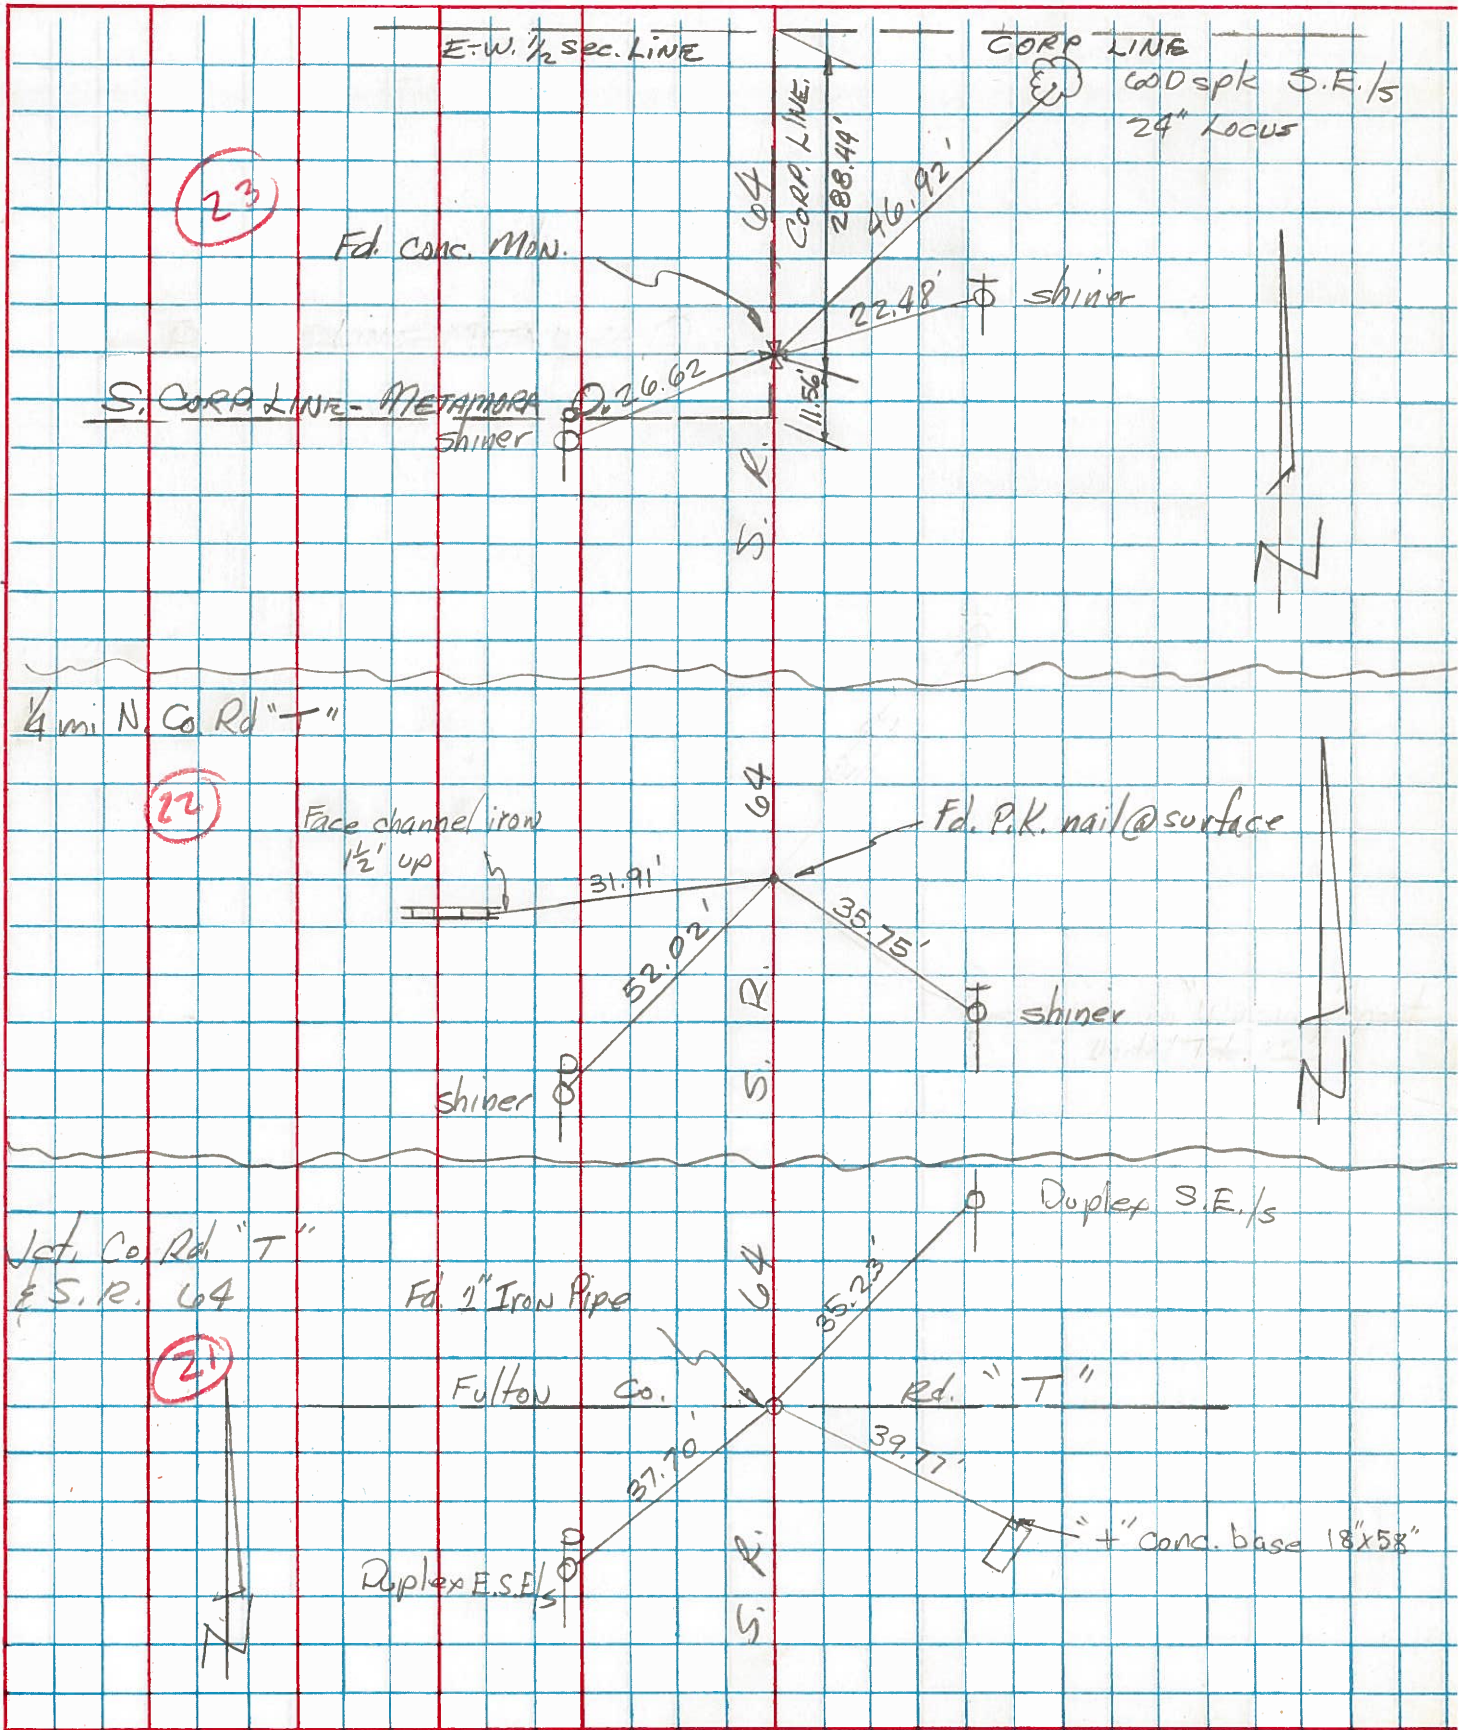 E-W. 1/2 sec. LINE
CORP LINE
60D spk S.E./s
24" Locus
23
64
CORP. LINE.
288.44'
46.92'
Fd. Conc. Mon.
22.48'
shiner
26.62
S. CORP. LINE - METAMORA O.
shiner
11.56'
S. R.
N
1/4 mi N. Co. Rd "T"
22
64
Face channel iron
1 1/2' up
Fd. P.K. nail @ surface
31.91'
35.75'
52.02'
S. R.
shiner
shiner
N
Duplex S.E./s
Jct. Co. Rd. "T"
& S.R. 64
64
Fd. 1" Iron Pipe
35.23'
21
Fulton Co. Rd. "T"
39.77'
37.70'
"+" conc. base 18"x58"
Duplex E.S.E/s
S. R.
N